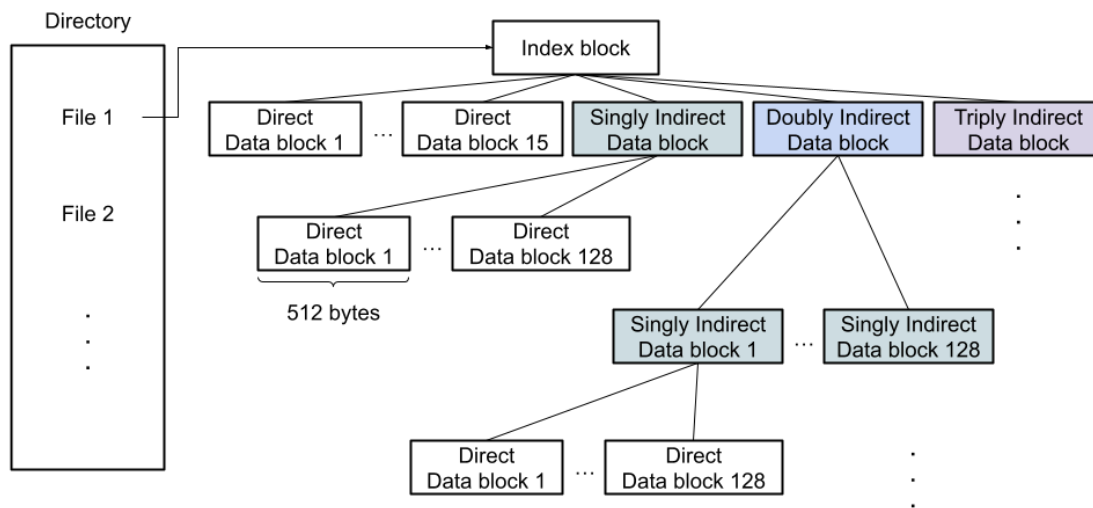 Directory
Index block
File 1
Direct
Data block 1
...
Direct
Data block 15
Singly Indirect
Data block
Doubly Indirect
Data block
Triply Indirect
Data block
File 2
Direct
Data block 1
...
Direct
Data block 128
512 bytes
Singly Indirect
Data block 1
...
Singly Indirect
Data block 128
Direct
Data block 1
...
Direct
Data block 128